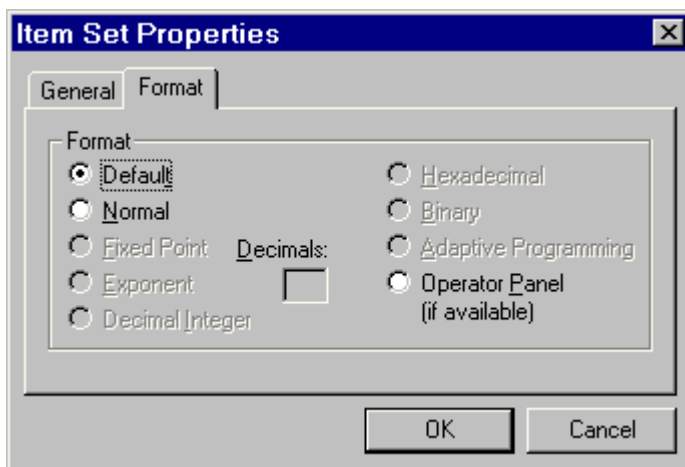 Item Set Properties
General
Format
Format
Default
Normal
Fixed Point
Decimals:
Exponent
Decimal Integer
Hexadecimal
Binary
Adaptive Programming
Operator Panel
(if available)
OK
Cancel